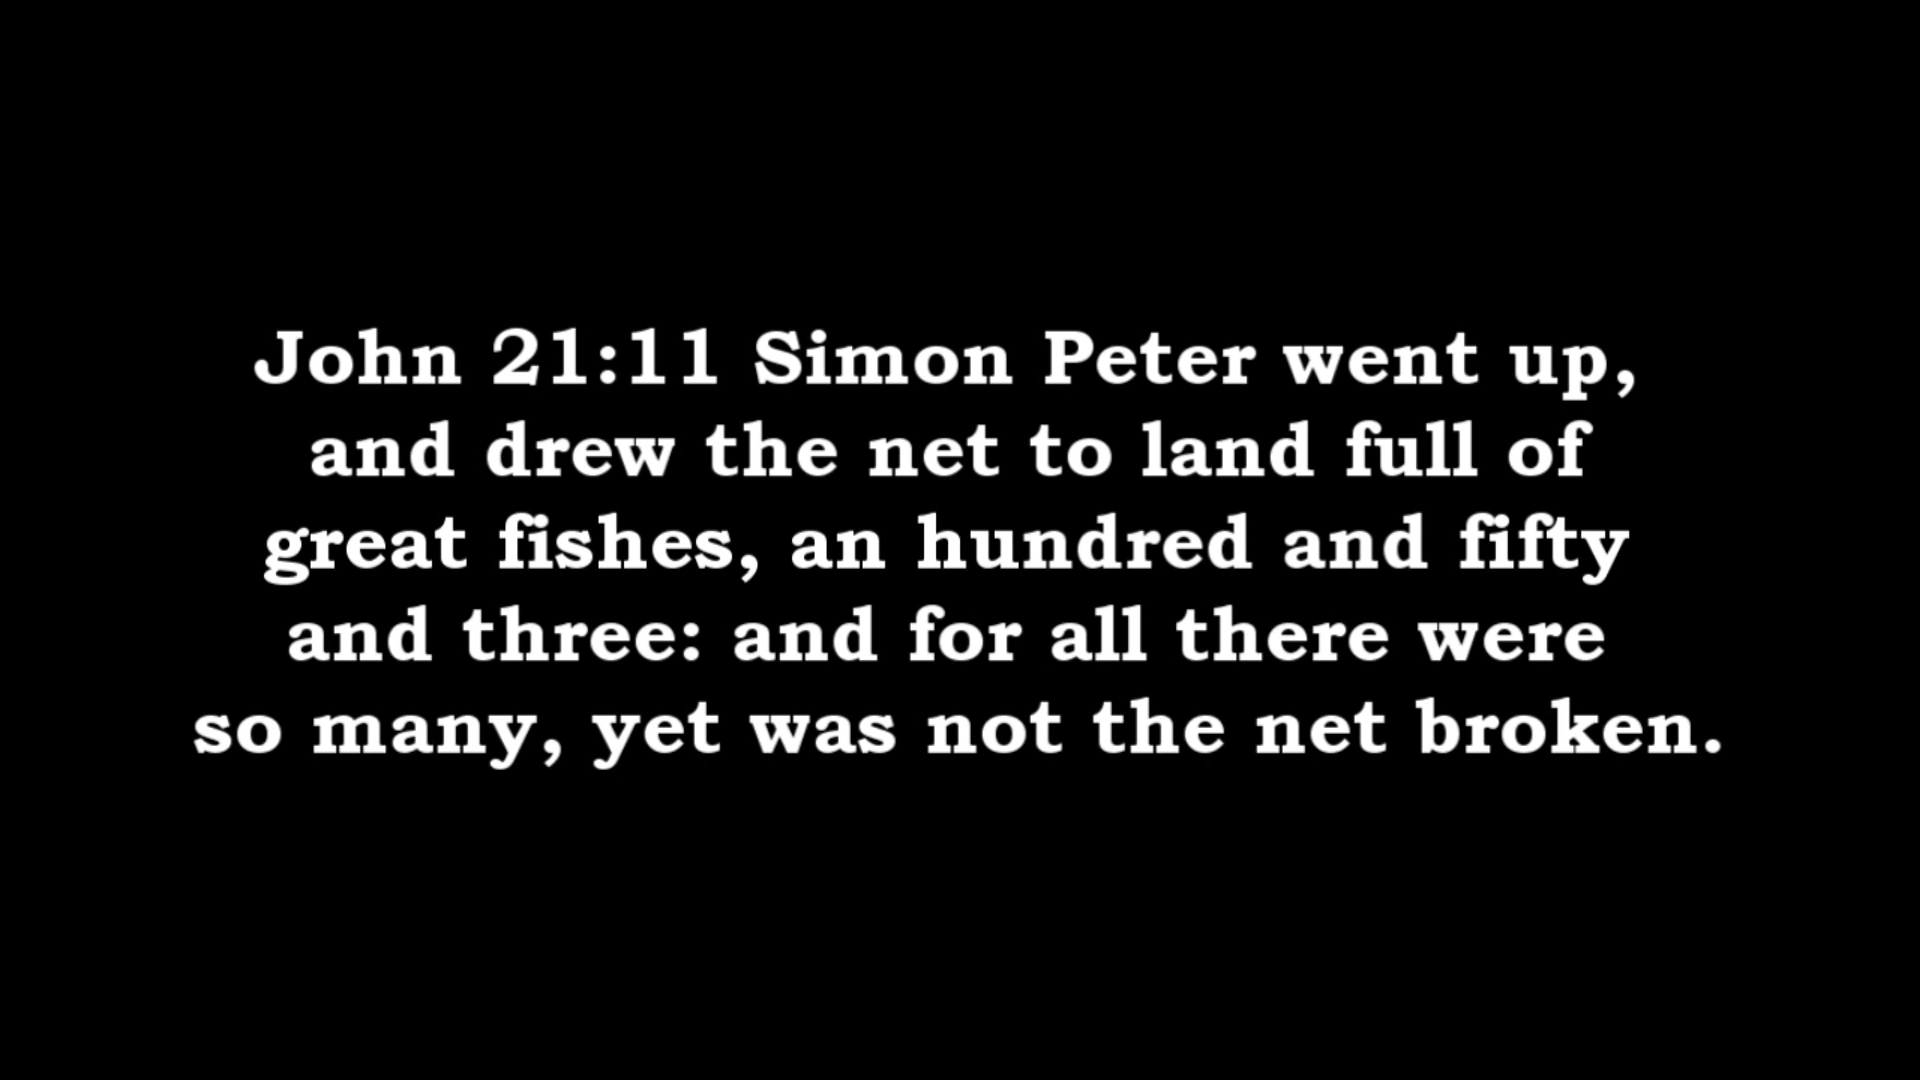 John 21:11 Simon Peter went up,
and drew the net to land full of
great fishes, an hundred and fifty
and three: and for all there were
so many, yet was not the net broken.